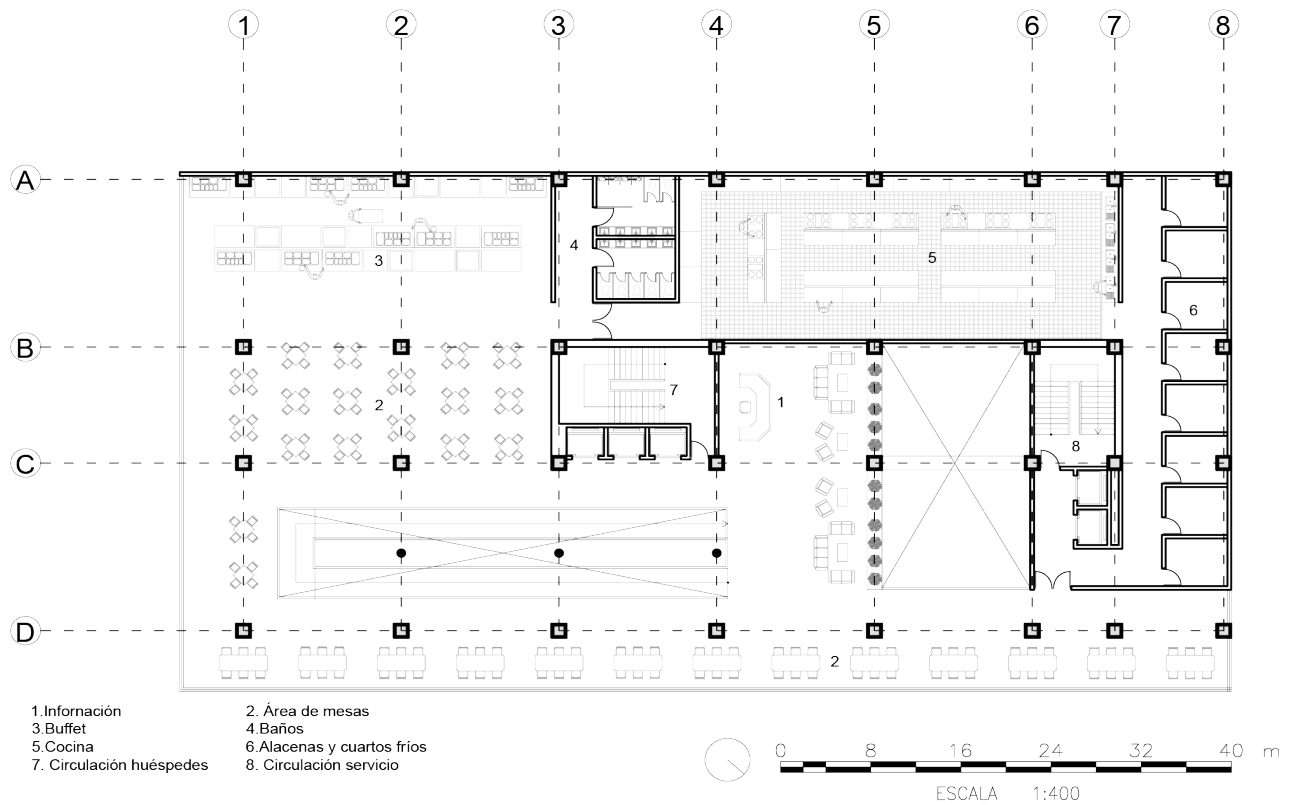 1 2 3 4 5 6 7 8
A
4
5
3
6
B
7
1
2
8
C
D
2
1.Infornación 2. Área de mesas
3.Buffet 4.Baños
5.Cocina 6.Alacenas y cuartos fríos
7. Circulación huéspedes 8. Circulación servicio
0 8 16 24 32 40 m
ESCALA 1:400